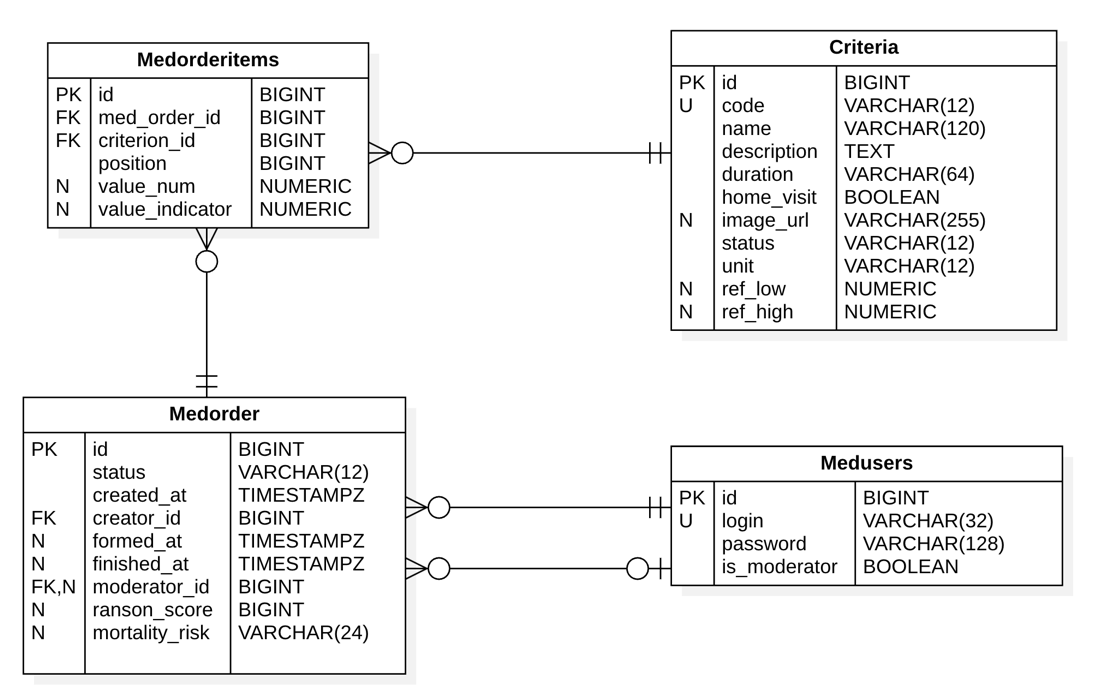 Medorderitems
PK id BIGINT
FK med_order_id BIGINT
FK criterion_id BIGINT
position BIGINT
N value_num NUMERIC
N value_indicator NUMERIC
Criteria
PK id BIGINT
U code VARCHAR(12)
name VARCHAR(120)
description TEXT
duration VARCHAR(64)
home_visit BOOLEAN
N image_url VARCHAR(255)
status VARCHAR(12)
unit VARCHAR(12)
N ref_low NUMERIC
N ref_high NUMERIC
Medorder
PK id BIGINT
status VARCHAR(12)
created_at TIMESTAMPZ
FK creator_id BIGINT
N formed_at TIMESTAMPZ
N finished_at TIMESTAMPZ
FK,N moderator_id BIGINT
N ranson_score BIGINT
N mortality_risk VARCHAR(24)
Medusers
PK id BIGINT
U login VARCHAR(32)
password VARCHAR(128)
is_moderator BOOLEAN